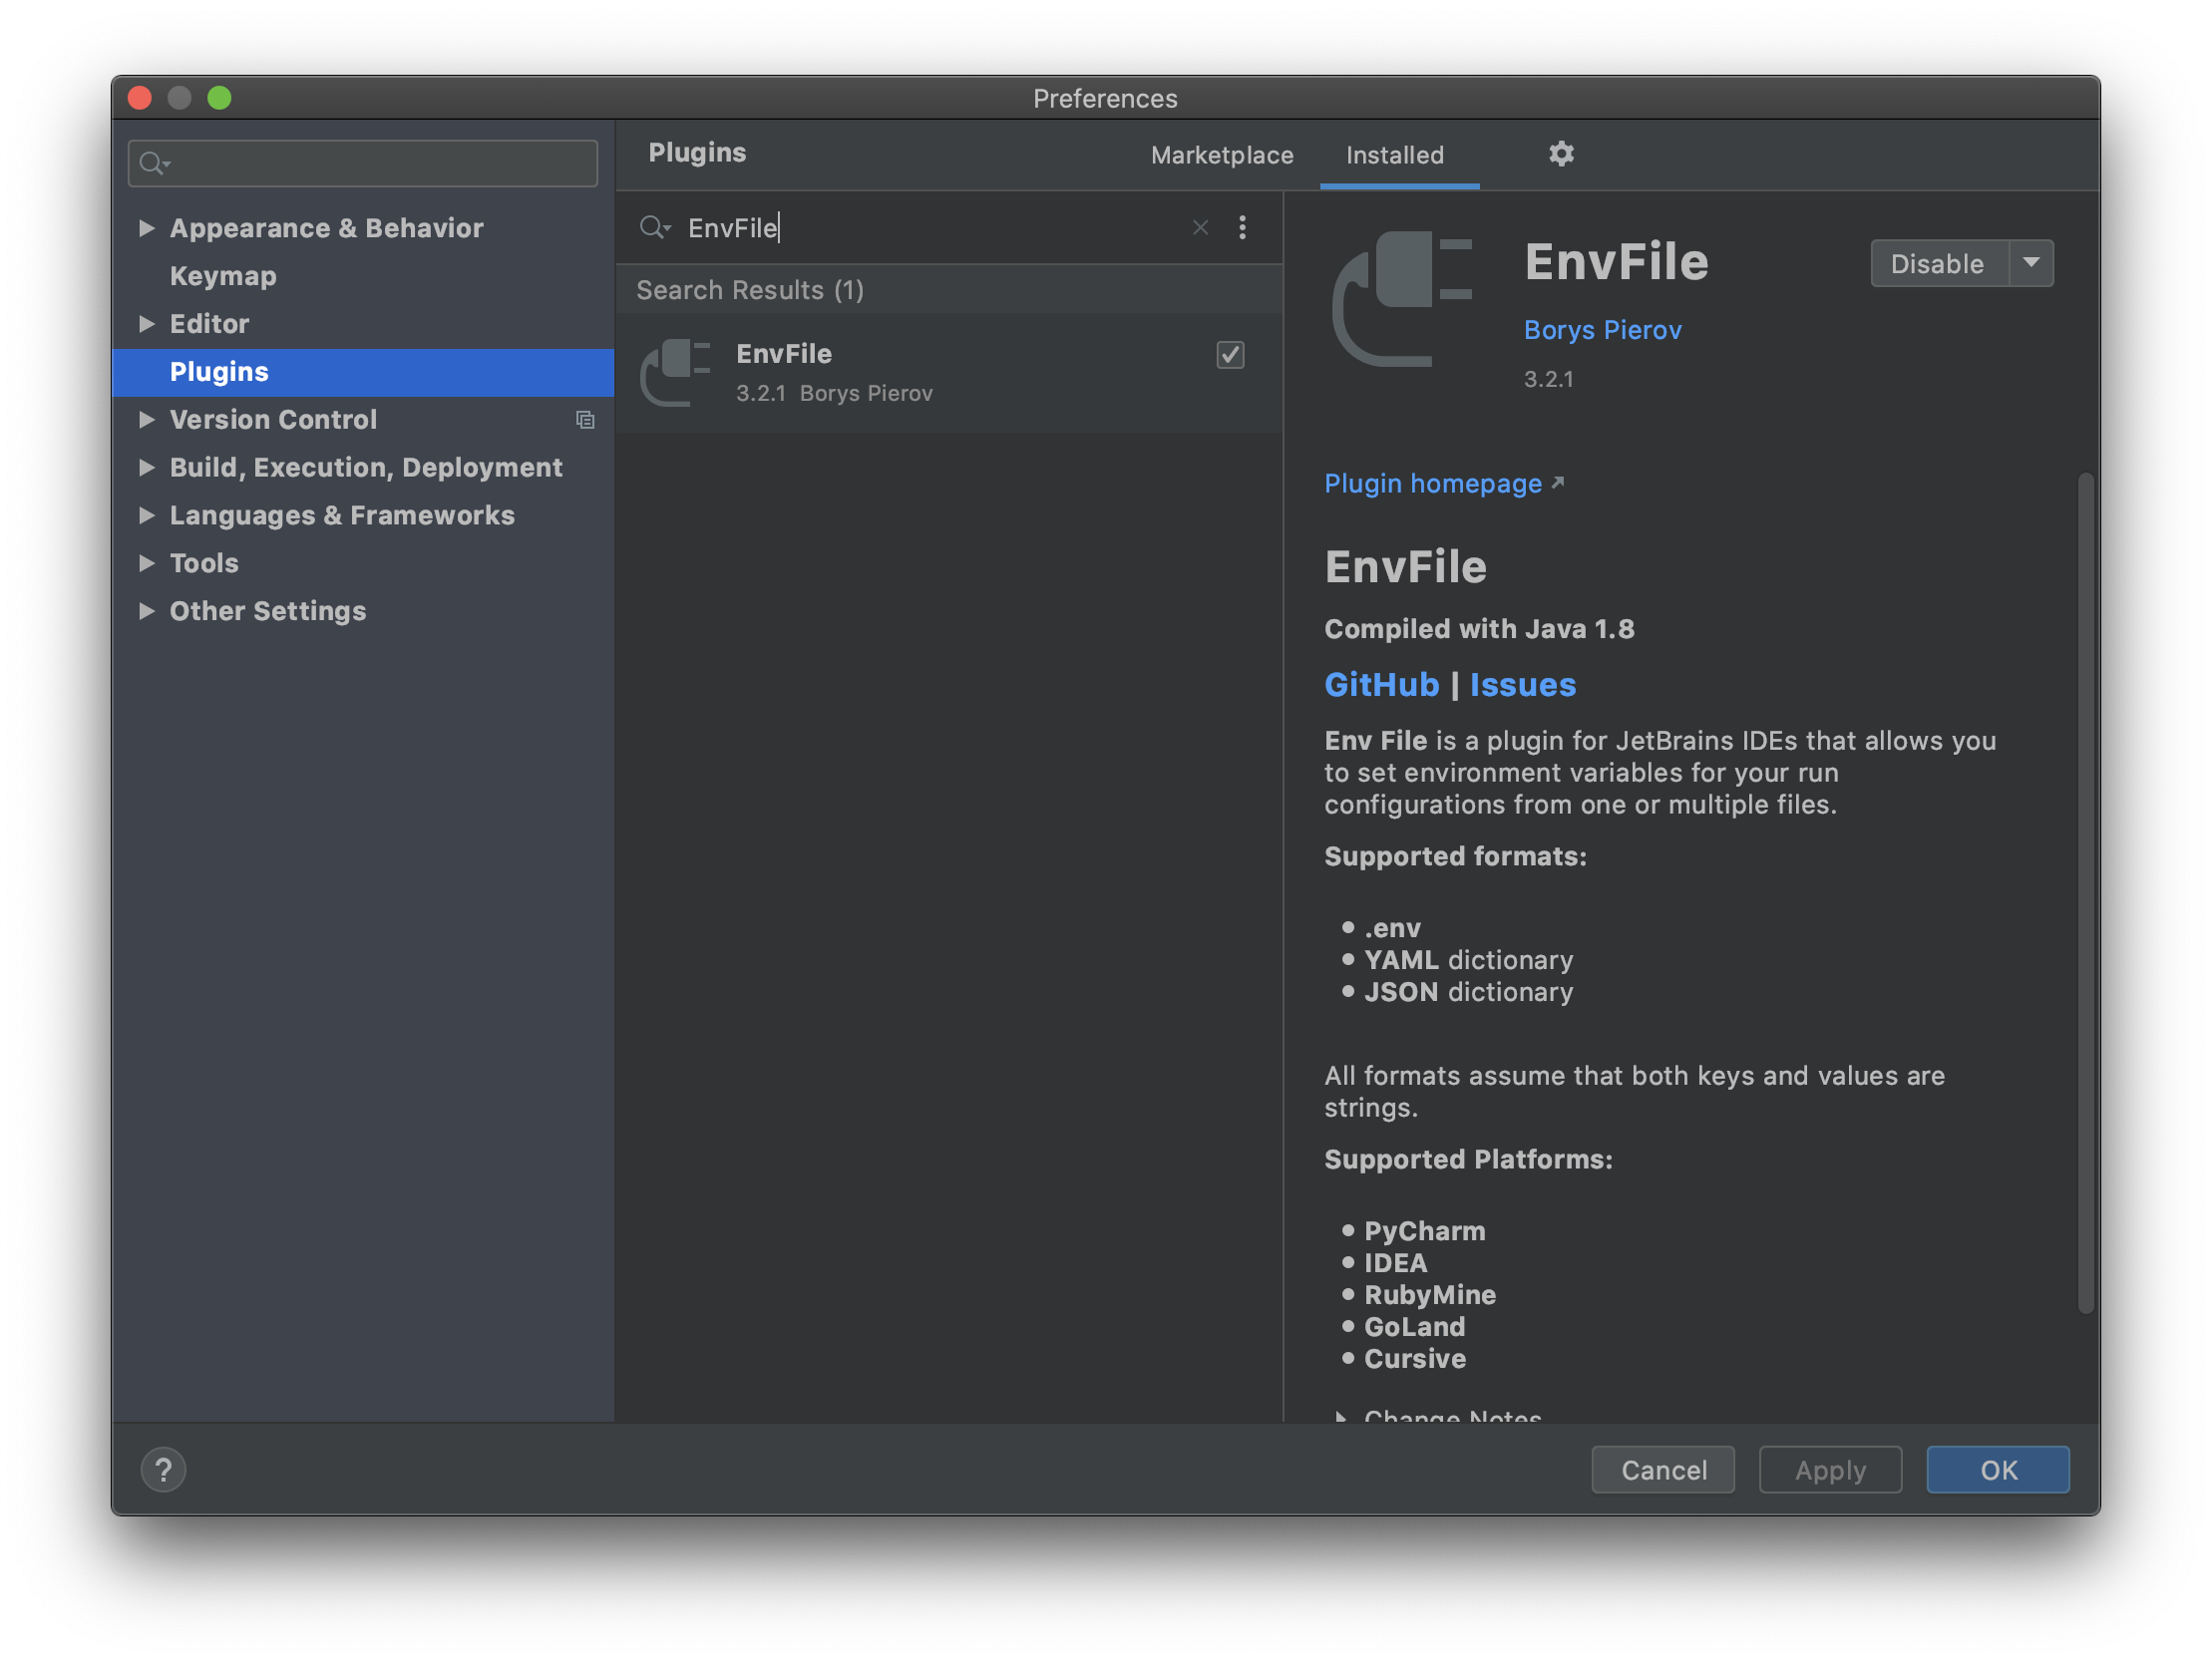 Preferences
Appearance & Behavior
Keymap
Editor
Plugins
Version Control
Build, Execution, Deployment
Languages & Frameworks
Tools
Other Settings
Plugins
Marketplace
Installed
EnvFile
Search Results (1)
EnvFile
3.2.1 Borys Pierov
EnvFile
Disable
Borys Pierov
3.2.1
Plugin homepage
EnvFile
Compiled with Java 1.8
GitHub | Issues
Env File is a plugin for JetBrains IDEs that allows you
to set environment variables for your run
configurations from one or multiple files.
Supported formats:
.env
YAML dictionary
JSON dictionary
All formats assume that both keys and values are
strings.
Supported Platforms:
PyCharm
IDEA
RubyMine
GoLand
Cursive
Change Notes
?
Cancel
Apply
OK